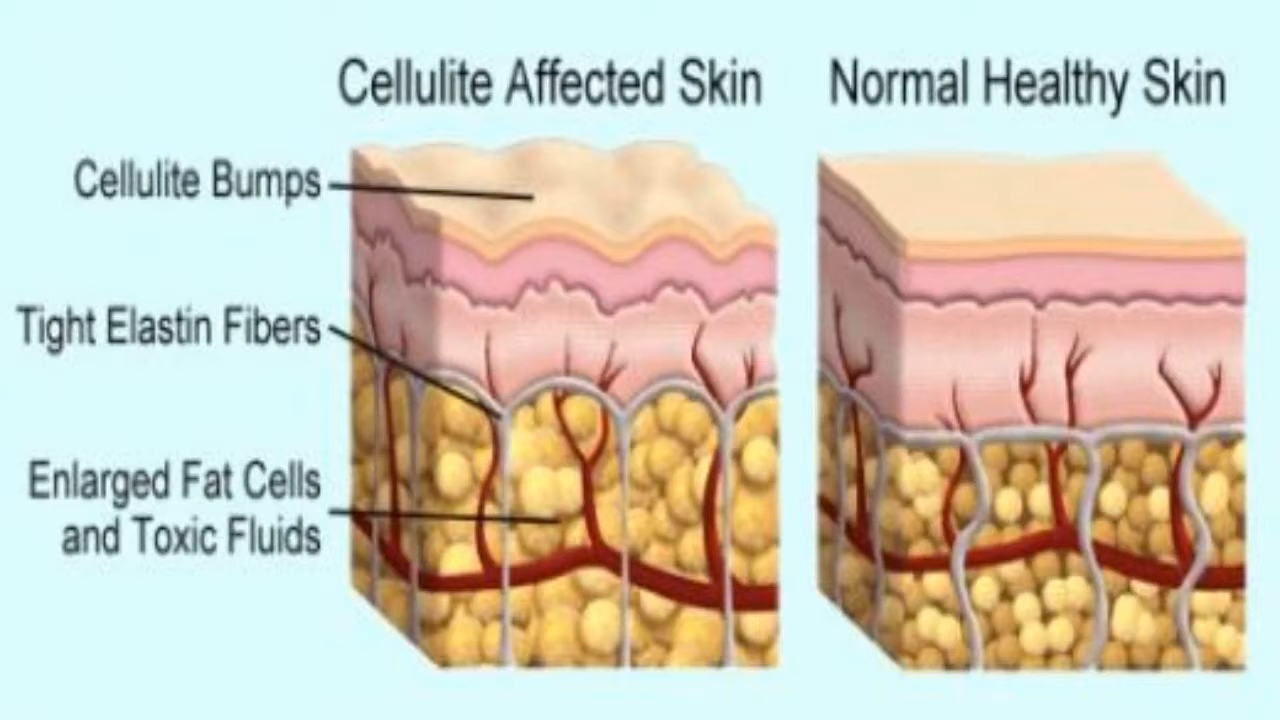 Cellulite Affected Skin
Normal Healthy Skin
Cellulite Bumps
Tight Elastin Fibers
Enlarged Fat Cells
and Toxic Fluids